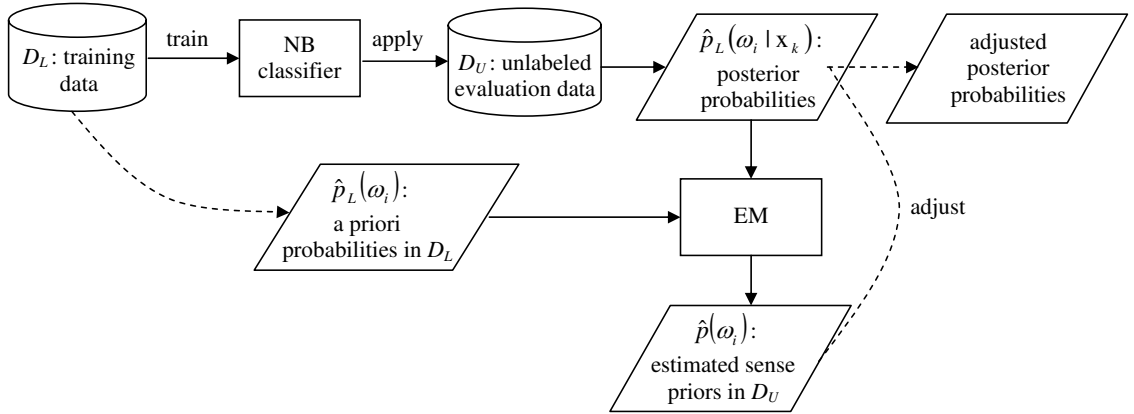 D_L: training
data
train
NB
classifier
apply
D_U: unlabeled
evaluation data
p̂_L(ω_i | x_k):
posterior
probabilities
adjusted
posterior
probabilities
p̂_L(ω_i):
a priori
probabilities in D_L
EM
adjust
p̂(ω_i):
estimated sense
priors in D_U